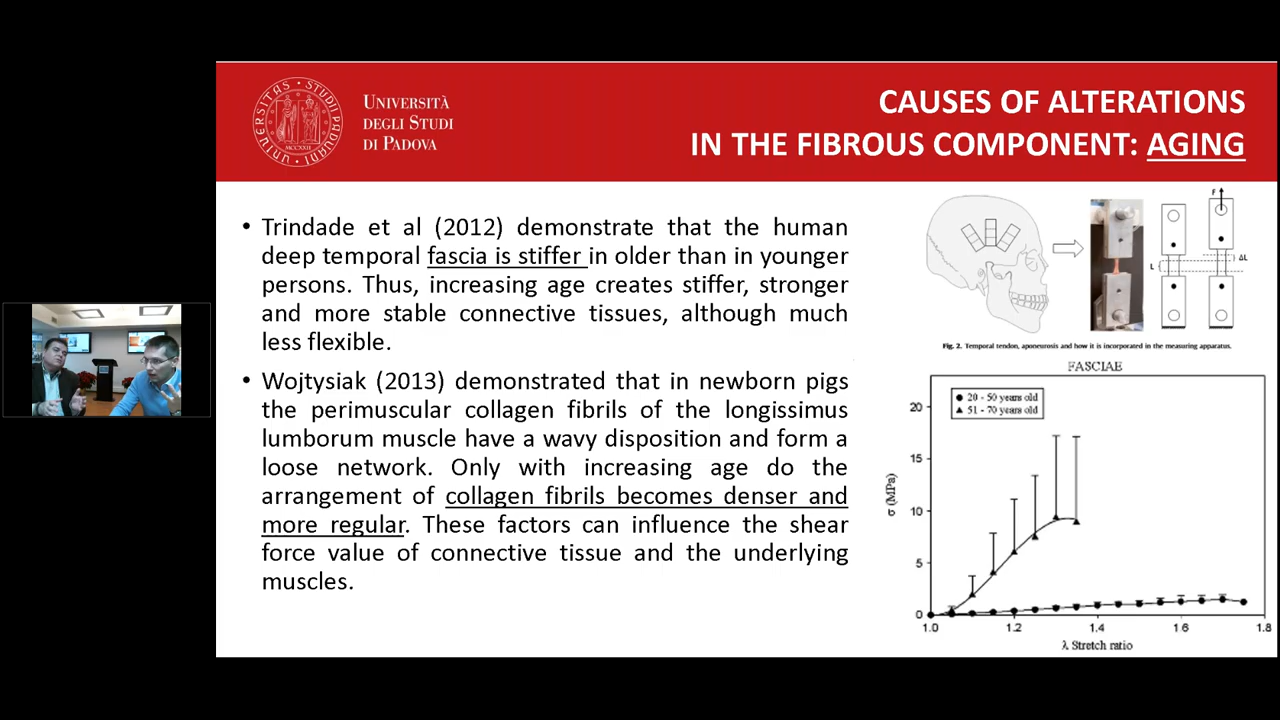 UNIVERSITÀ
DEGLI STUDI
DI PADOVA
UNIVERSITAS STUDII PADUANI
MCCXXII
CAUSES OF ALTERATIONS
IN THE FIBROUS COMPONENT: AGING
• Trindade et al (2012) demonstrate that the human
deep temporal fascia is stiffer in older than in younger
persons. Thus, increasing age creates stiffer, stronger
and more stable connective tissues, although much
less flexible.
• Wojtysiak (2013) demonstrated that in newborn pigs
the perimuscular collagen fibrils of the longissimus
lumborum muscle have a wavy disposition and form a
loose network. Only with increasing age do the
arrangement of collagen fibrils becomes denser and
more regular. These factors can influence the shear
force value of connective tissue and the underlying
muscles.
F
L
ΔL
Fig. 2. Temporal tendon, aponeurosis and how it is incorporated in the measuring apparatus.
FASCIAE
20 - 50 years old
51 - 70 years old
20
15
10
5
0
σ (MPa)
1.0 1.2 1.4 1.6 1.8
λ Stretch ratio